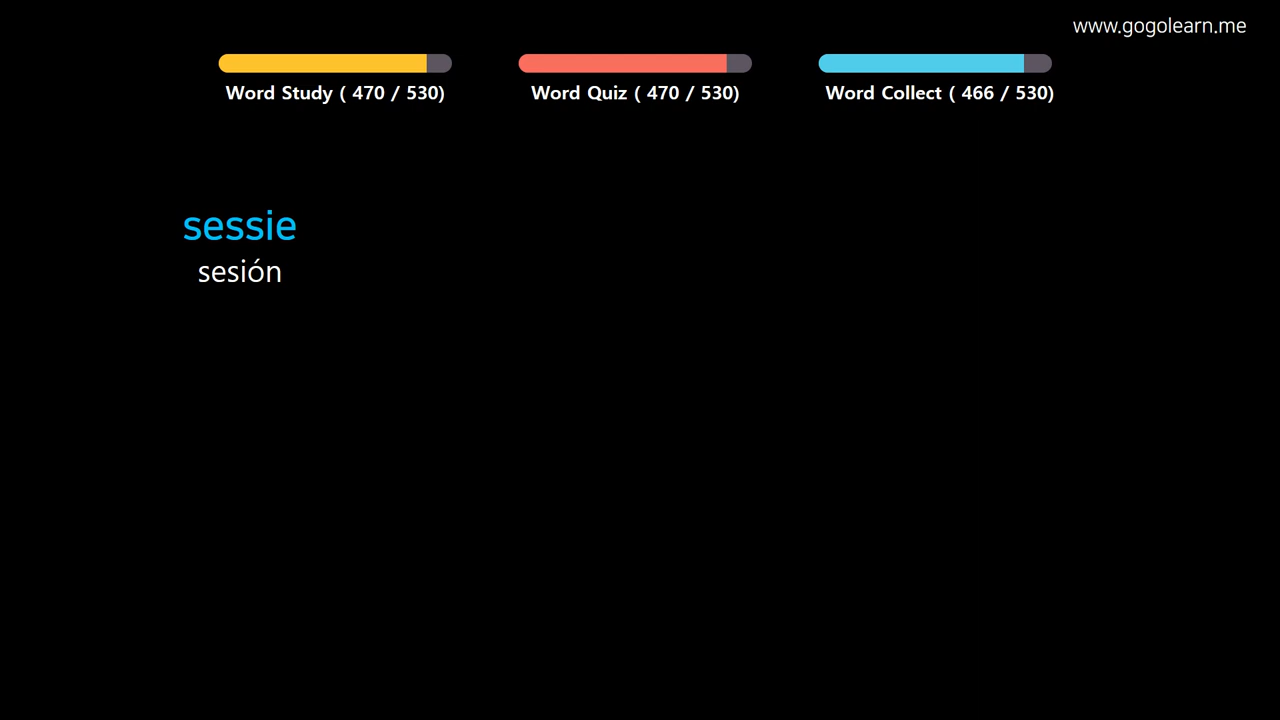 www.gogolearn.me
Word Study ( 470 / 530)
Word Quiz ( 470 / 530)
Word Collect ( 466 / 530)
sessie
sesión